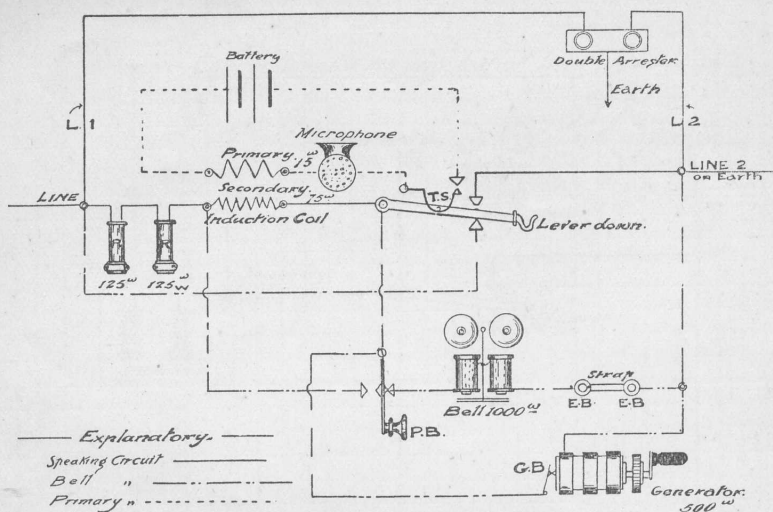 Battery
Double Arrester
Earth
L.1
L.2
Microphone
Primary. .75ω
LINE 2
or Earth
Secondary.
75ω
T.S.
LINE
Induction Coil
Lever down.
125ω
125ω
Strap
E.B. E.B.
Bell 1000ω
P.B.
Explanatory-
Speaking Circuit
Bell "
Primary "
G.B
Generator.
500ω